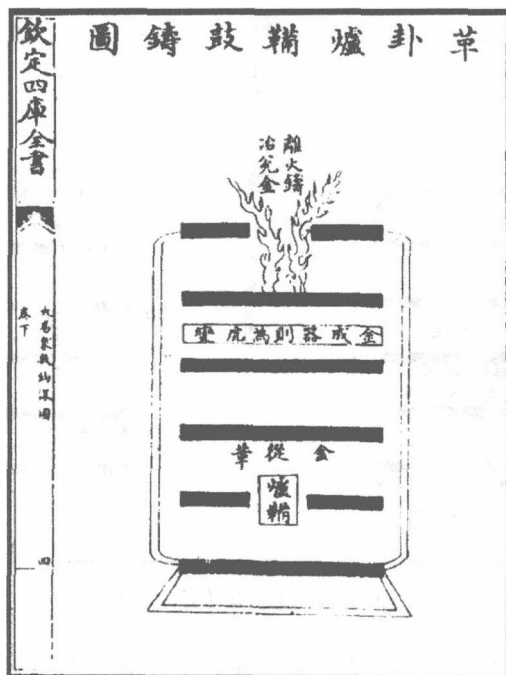 革卦爐鞴鼓鑄圖
離火鑄
冶兌金
金成器則為虎變
金從革
爐
鞴
欽定四庫全書
大易象數鈎深圖
卷下
四